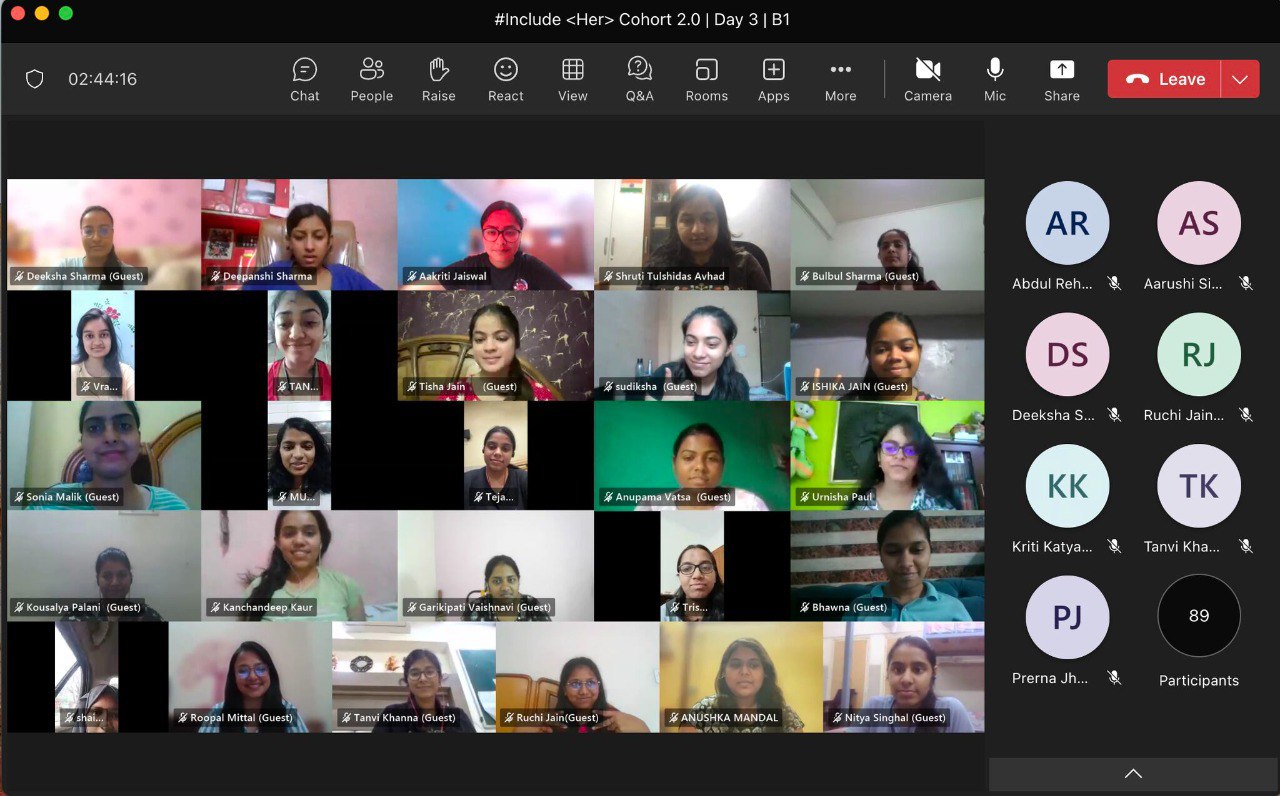 #Include <Her> Cohort 2.0 | Day 3 | B1
02:44:16
Chat People Raise React View Q&A Rooms Apps More Camera Mic Share Leave
Deeksha Sharma (Guest) Deepanshi Sharma Aakriti Jaiswal Shruti Tulshidas Avhad Bulbul Sharma (Guest)
Vra... TAN... Tisha Jain (Guest) sudiksha (Guest) ISHIKA JAIN (Guest)
Sonia Malik (Guest) MU... Teja... Anupama Vatsa (Guest) Urnisha Paul
Kousalya Palani (Guest) Kanchandeep Kaur Garikipati Vaishnavi (Guest) Tris... Bhawna (Guest)
shai... Roopal Mittal (Guest) Tanvi Khanna (Guest) Ruchi Jain(Guest) ANUSHKA MANDAL Nitya Singhal (Guest)
AR AS
Abdul Reh... Aarushi Si...
DS RJ
Deeksha S... Ruchi Jain...
KK TK
Kriti Katya... Tanvi Kha...
PJ 89
Prerna Jh... Participants